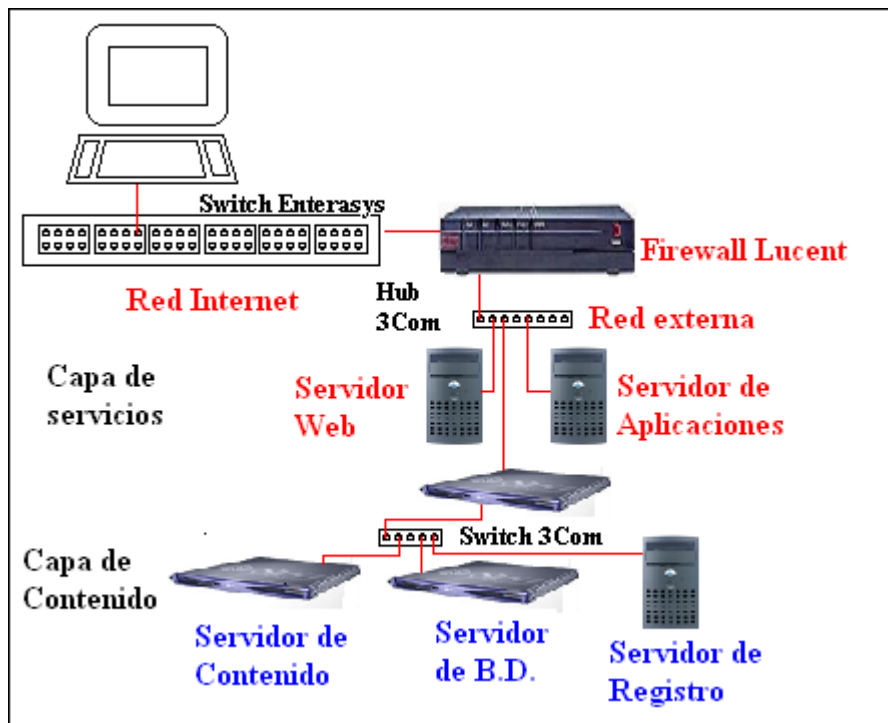 Switch Enterasys
Firewall Lucent
Red Internet
Hub
3Com
Red externa
Capa de
servicios
Servidor
Web
Servidor de
Aplicaciones
Switch 3Com
Capa de
Contenido
Servidor de
Contenido
Servidor
de B.D.
Servidor de
Registro